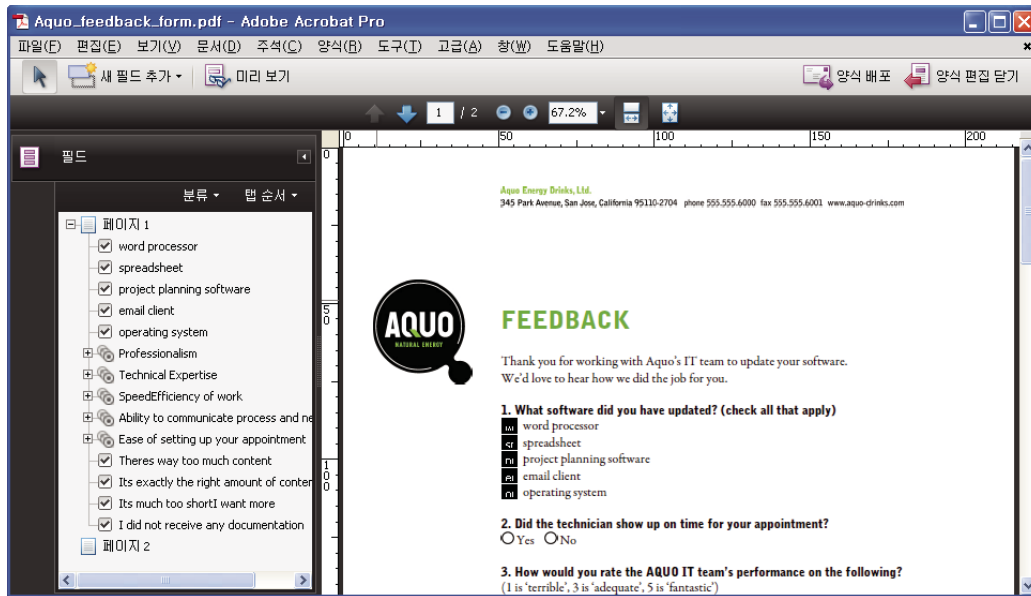 Aquo_feedback_form.pdf - Adobe Acrobat Pro
파일(F) 편집(E) 보기(V) 문서(D) 주석(C) 양식(R) 도구(T) 고급(A) 창(W) 도움말(H)
새 필드 추가 미리 보기 양식 배포 양식 편집 닫기
1 / 2 67.2%
필드
분류 탭 순서
페이지 1
word processor
spreadsheet
project planning software
email client
operating system
Professionalism
Technical Expertise
SpeedEfficiency of work
Ability to communicate process and ne
Ease of setting up your appointment
Theres way too much content
Its exactly the right amount of conter
Its much too shortI want more
I did not receive any documentation
페이지 2
0 50 100 150 200
0
50
100
Aquo Energy Drinks, Ltd.
345 Park Avenue, San Jose, California 95110-2704 phone 555.555.6000 fax 555.555.6001 www.aquo-drinks.com
AQUO
NATURAL ENERGY
FEEDBACK
Thank you for working with Aquo's IT team to update your software.
We'd love to hear how we did the job for you.
1. What software did you have updated? (check all that apply)
word processor
spreadsheet
project planning software
email client
operating system
2. Did the technician show up on time for your appointment?
Yes No
3. How would you rate the AQUO IT team's performance on the following?
(1 is 'terrible', 3 is 'adequate', 5 is 'fantastic')